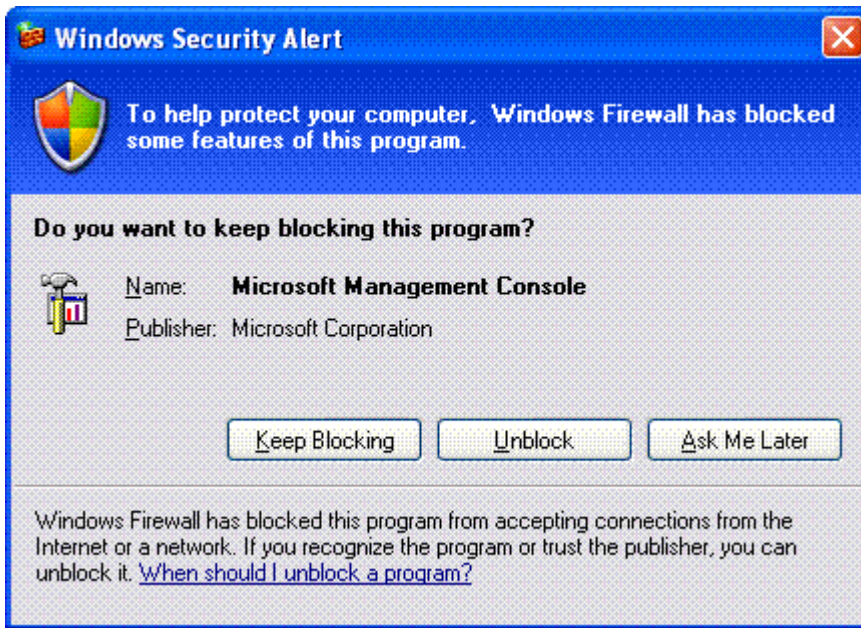 Windows Security Alert
To help protect your computer, Windows Firewall has blocked
some features of this program.
Do you want to keep blocking this program?
Name: Microsoft Management Console
Publisher: Microsoft Corporation
Keep Blocking Unblock Ask Me Later
Windows Firewall has blocked this program from accepting connections from the
Internet or a network. If you recognize the program or trust the publisher, you can
unblock it. When should I unblock a program?